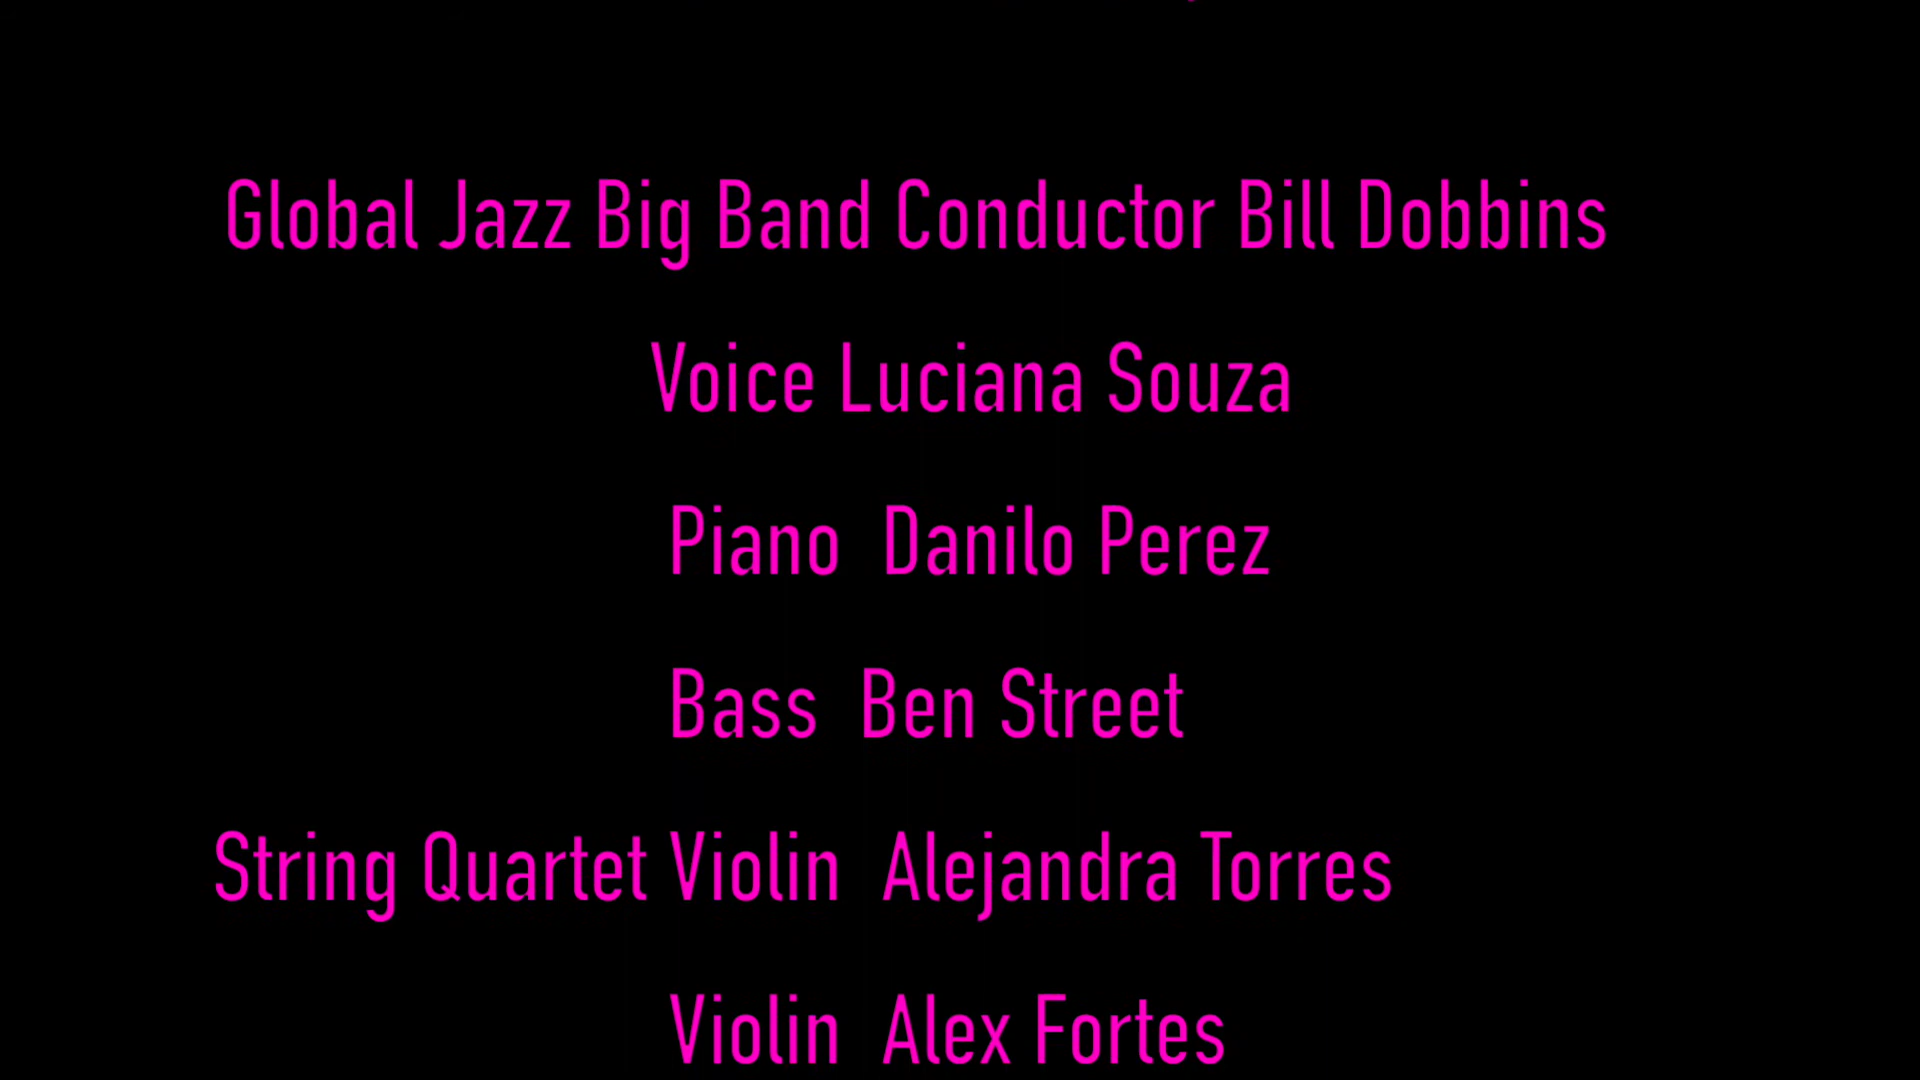 Global Jazz Big Band Conductor Bill Dobbins
Voice Luciana Souza
Piano Danilo Perez
Bass Ben Street
String Quartet Violin Alejandra Torres
Violin Alex Fortes